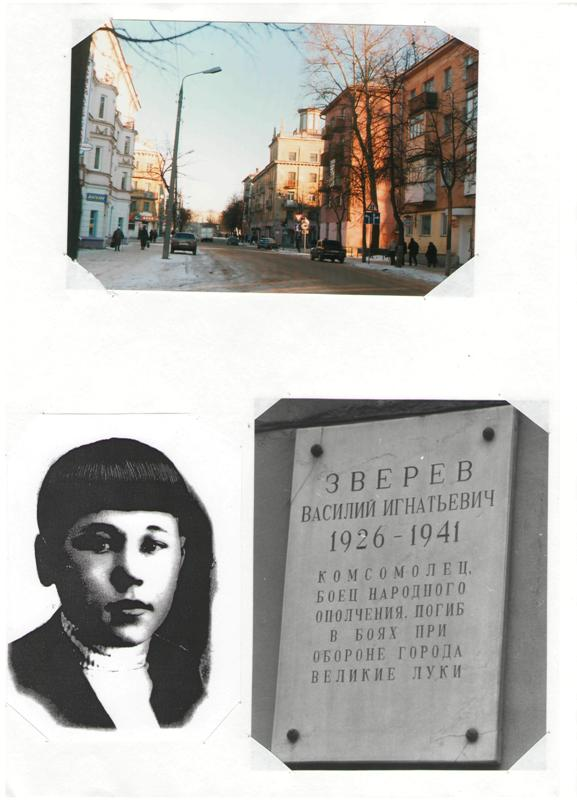 ЗВЕРЕВ
ВАСИЛИЙ ИГНАТЬЕВИЧ
1926 - 1941
КОМСОМОЛЕЦ,
БОЕЦ НАРОДНОГО
ОПОЛЧЕНИЯ, ПОГИБ
В БОЯХ ПРИ
ОБОРОНЕ ГОРОДА
ВЕЛИКИЕ ЛУКИ